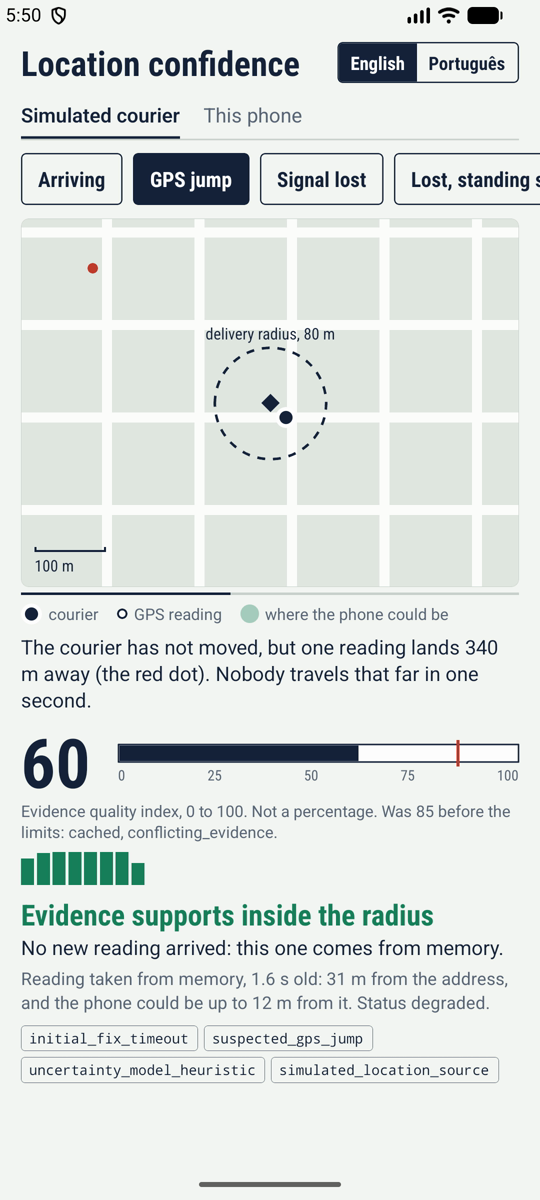 5:50
Location confidence
English
Português
Simulated courier
This phone
Arriving
GPS jump
Signal lost
Lost, standing s
delivery radius, 80 m
100 m
courier
GPS reading
where the phone could be
The courier has not moved, but one reading lands 340
m away (the red dot). Nobody travels that far in one
second.
60
0 25 50 75 100
Evidence quality index, 0 to 100. Not a percentage. Was 85 before the
limits: cached, conflicting_evidence.
Evidence supports inside the radius
No new reading arrived: this one comes from memory.
Reading taken from memory, 1.6 s old: 31 m from the address,
and the phone could be up to 12 m from it. Status degraded.
initial_fix_timeout
suspected_gps_jump
uncertainty_model_heuristic
simulated_location_source